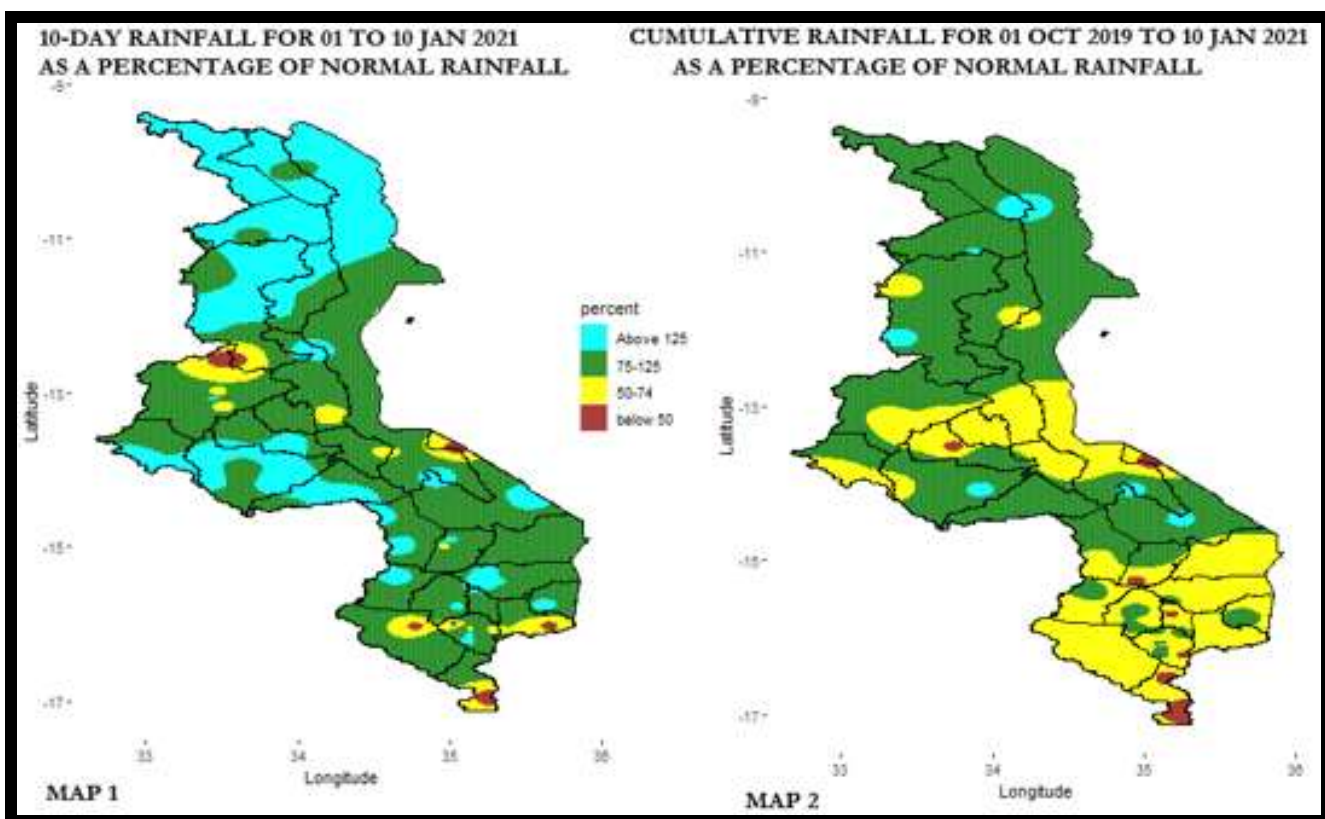 10-DAY RAINFALL FOR 01 TO 10 JAN 2021
AS A PERCENTAGE OF NORMAL RAINFALL
-9
-11
-13
-15
-17
Latitude
33
34
35
36
Longitude
MAP 1
percent
Above 125
75-125
50-74
below 50
CUMULATIVE RAINFALL FOR 01 OCT 2019 TO 10 JAN 2021
AS A PERCENTAGE OF NORMAL RAINFALL
-9
-11
-13
-15
-17
Latitude
33
34
35
36
Longitude
MAP 2